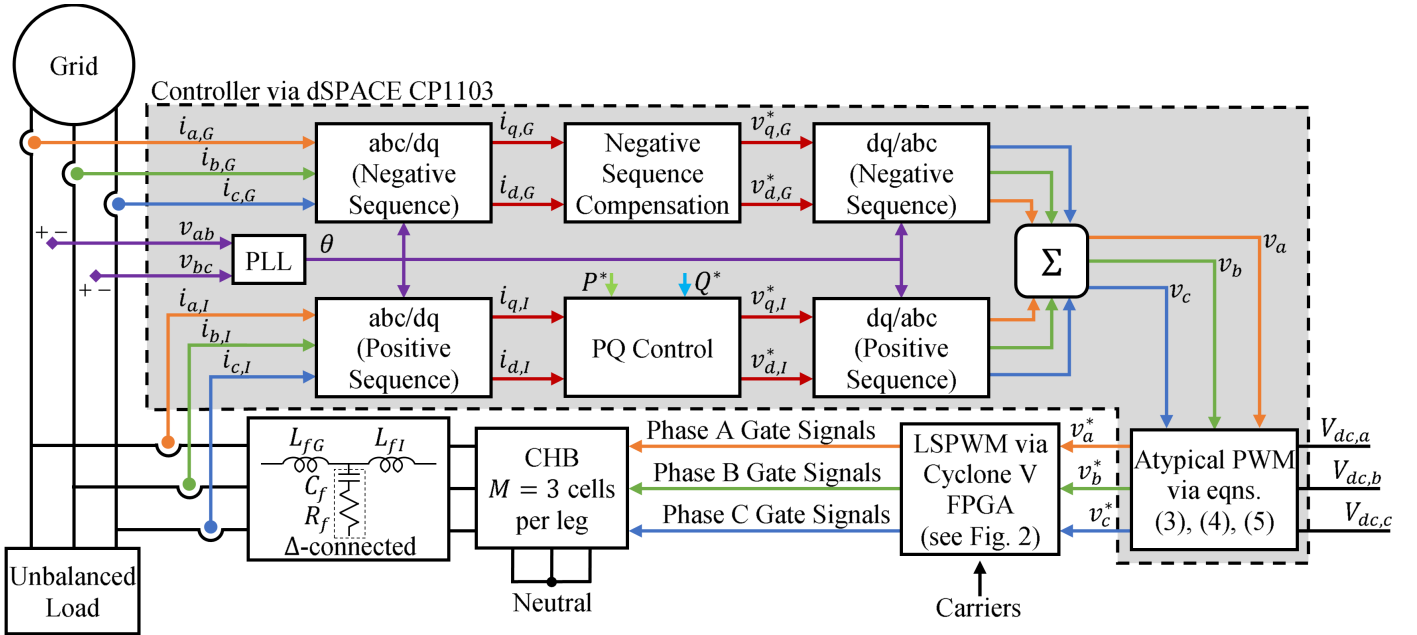 Grid
Controller via dSPACE CP1103
i_{a,G}
i_{b,G}
i_{c,G}
abc/dq
(Negative
Sequence)
i_{q,G}
i_{d,G}
Negative
Sequence
Compensation
v^*_{q,G}
v^*_{d,G}
dq/abc
(Negative
Sequence)
+ -
v_{ab}
v_{bc}
+ -
PLL
θ
Σ
v_a
v_b
v_c
i_{a,I}
i_{b,I}
i_{c,I}
abc/dq
(Positive
Sequence)
i_{q,I}
i_{d,I}
P^*
Q^*
PQ Control
v^*_{q,I}
v^*_{d,I}
dq/abc
(Positive
Sequence)
L_{fG}
L_{fI}
C_f
R_f
Δ-connected
CHB
M = 3 cells
per leg
Neutral
Phase A Gate Signals
Phase B Gate Signals
Phase C Gate Signals
LSPWM via
Cyclone V
FPGA
(see Fig. 2)
Carriers
v^*_a
v^*_b
v^*_c
Atypical PWM
via eqns.
(3), (4), (5)
V_{dc,a}
V_{dc,b}
V_{dc,c}
Unbalanced
Load